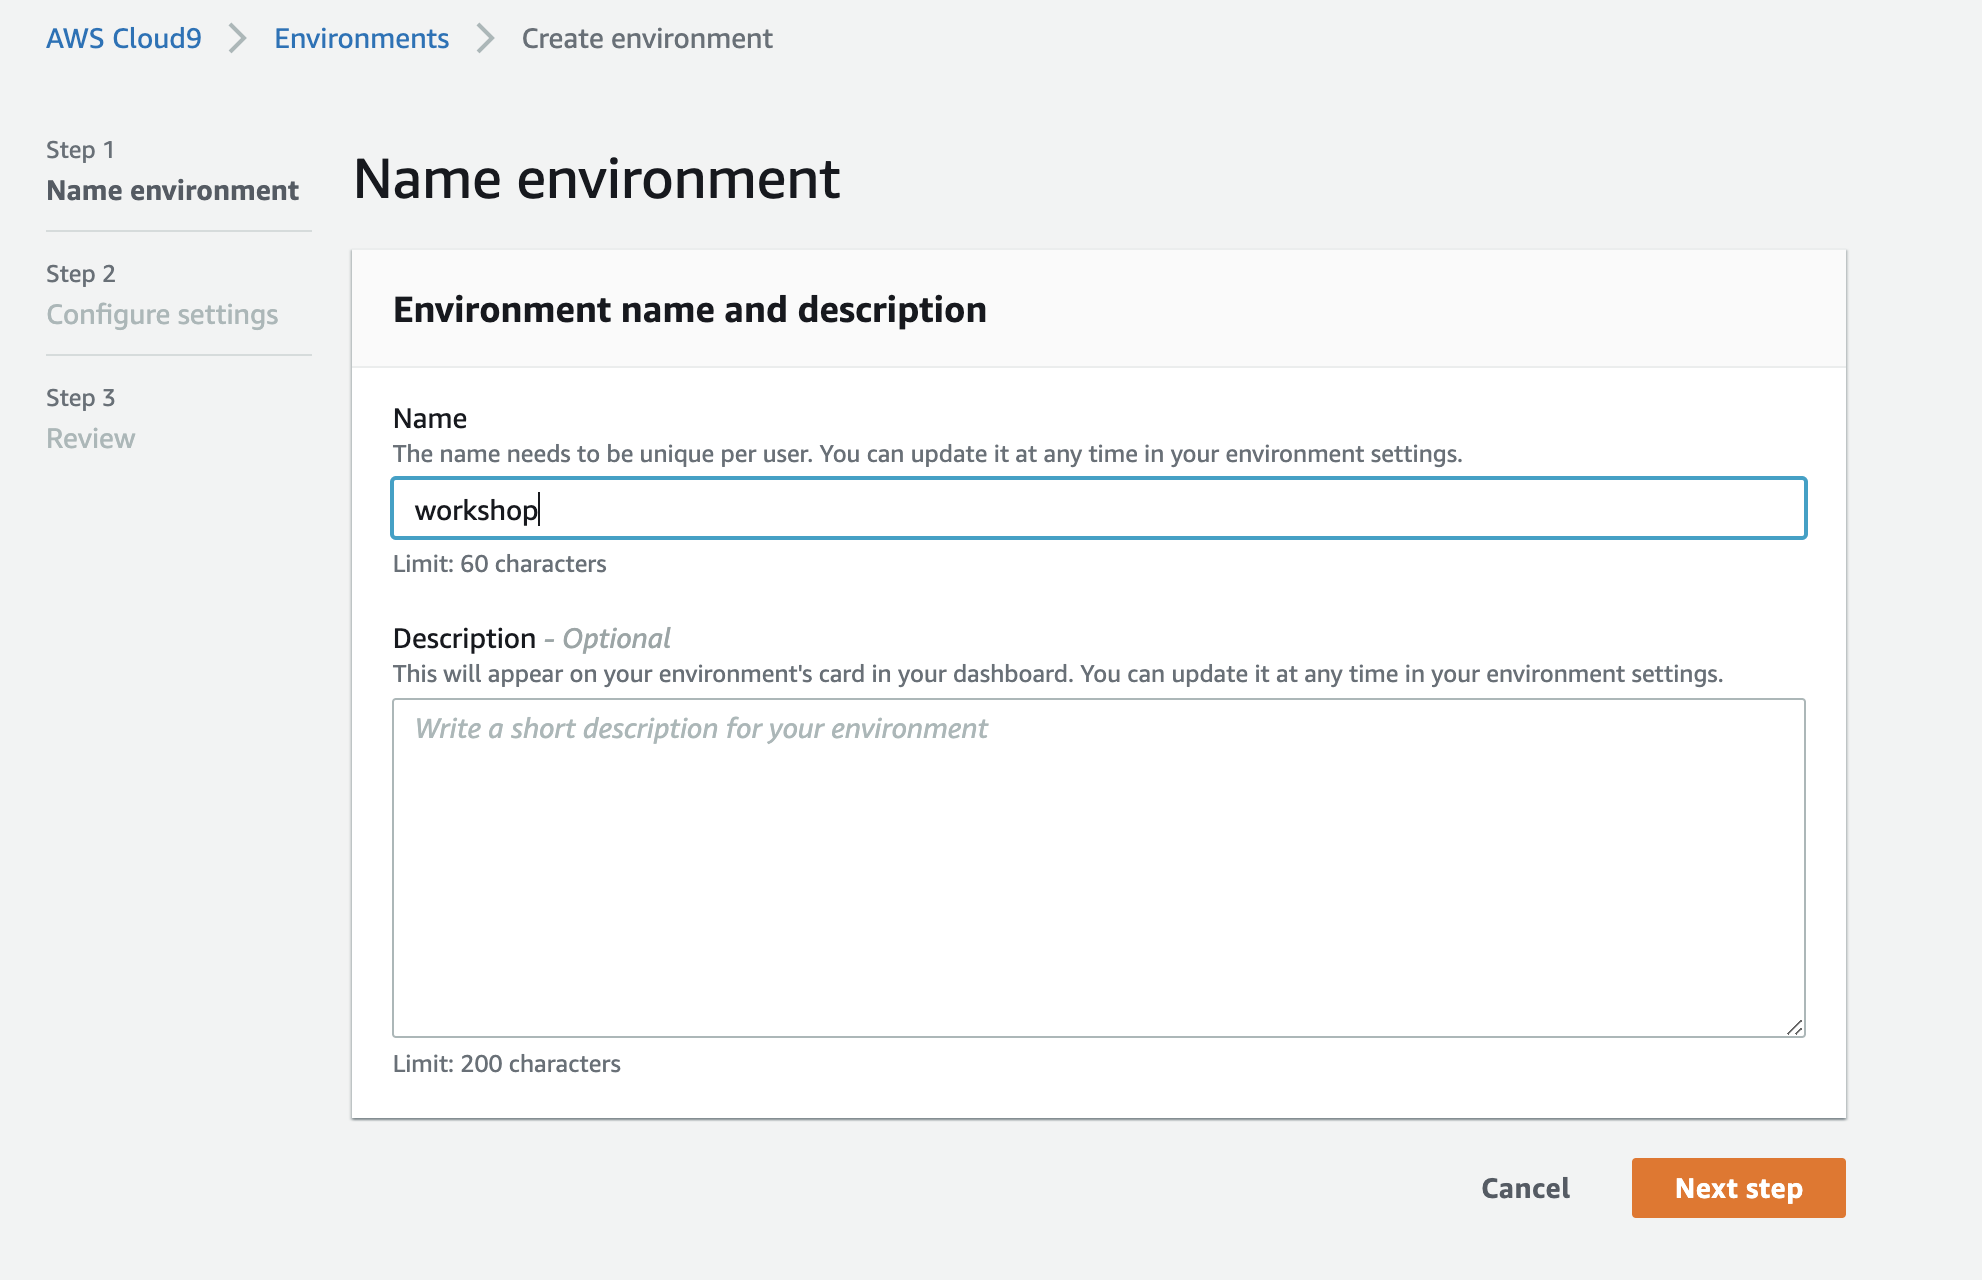 AWS Cloud9 > Environments > Create environment
Step 1
Name environment
Step 2
Configure settings
Step 3
Review
Name environment
Environment name and description
Name
The name needs to be unique per user. You can update it at any time in your environment settings.
workshop
Limit: 60 characters
Description - Optional
This will appear on your environment's card in your dashboard. You can update it at any time in your environment settings.
Write a short description for your environment
Limit: 200 characters
Cancel
Next step